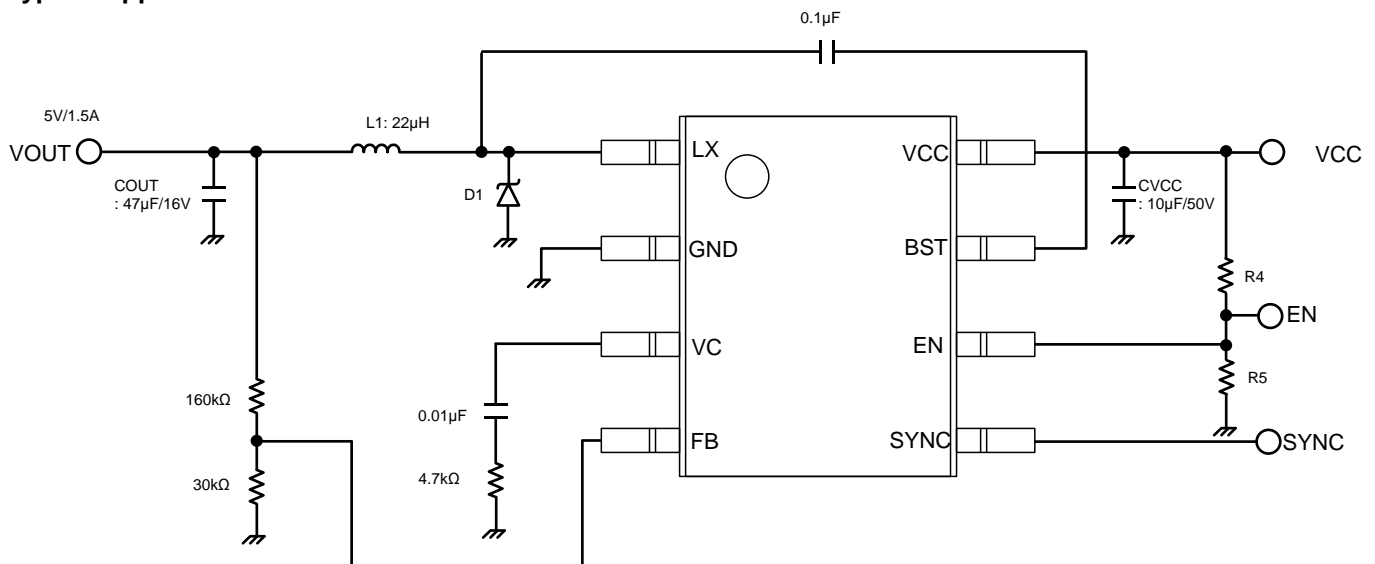 0.1µF
5V/1.5A
L1: 22µH
VOUT
LX
VCC
VCC
COUT
: 47µF/16V
D1
CVCC
: 10µF/50V
GND
BST
R4
EN
VC
EN
R5
160kΩ
0.01µF
FB
SYNC
SYNC
30kΩ
4.7kΩ